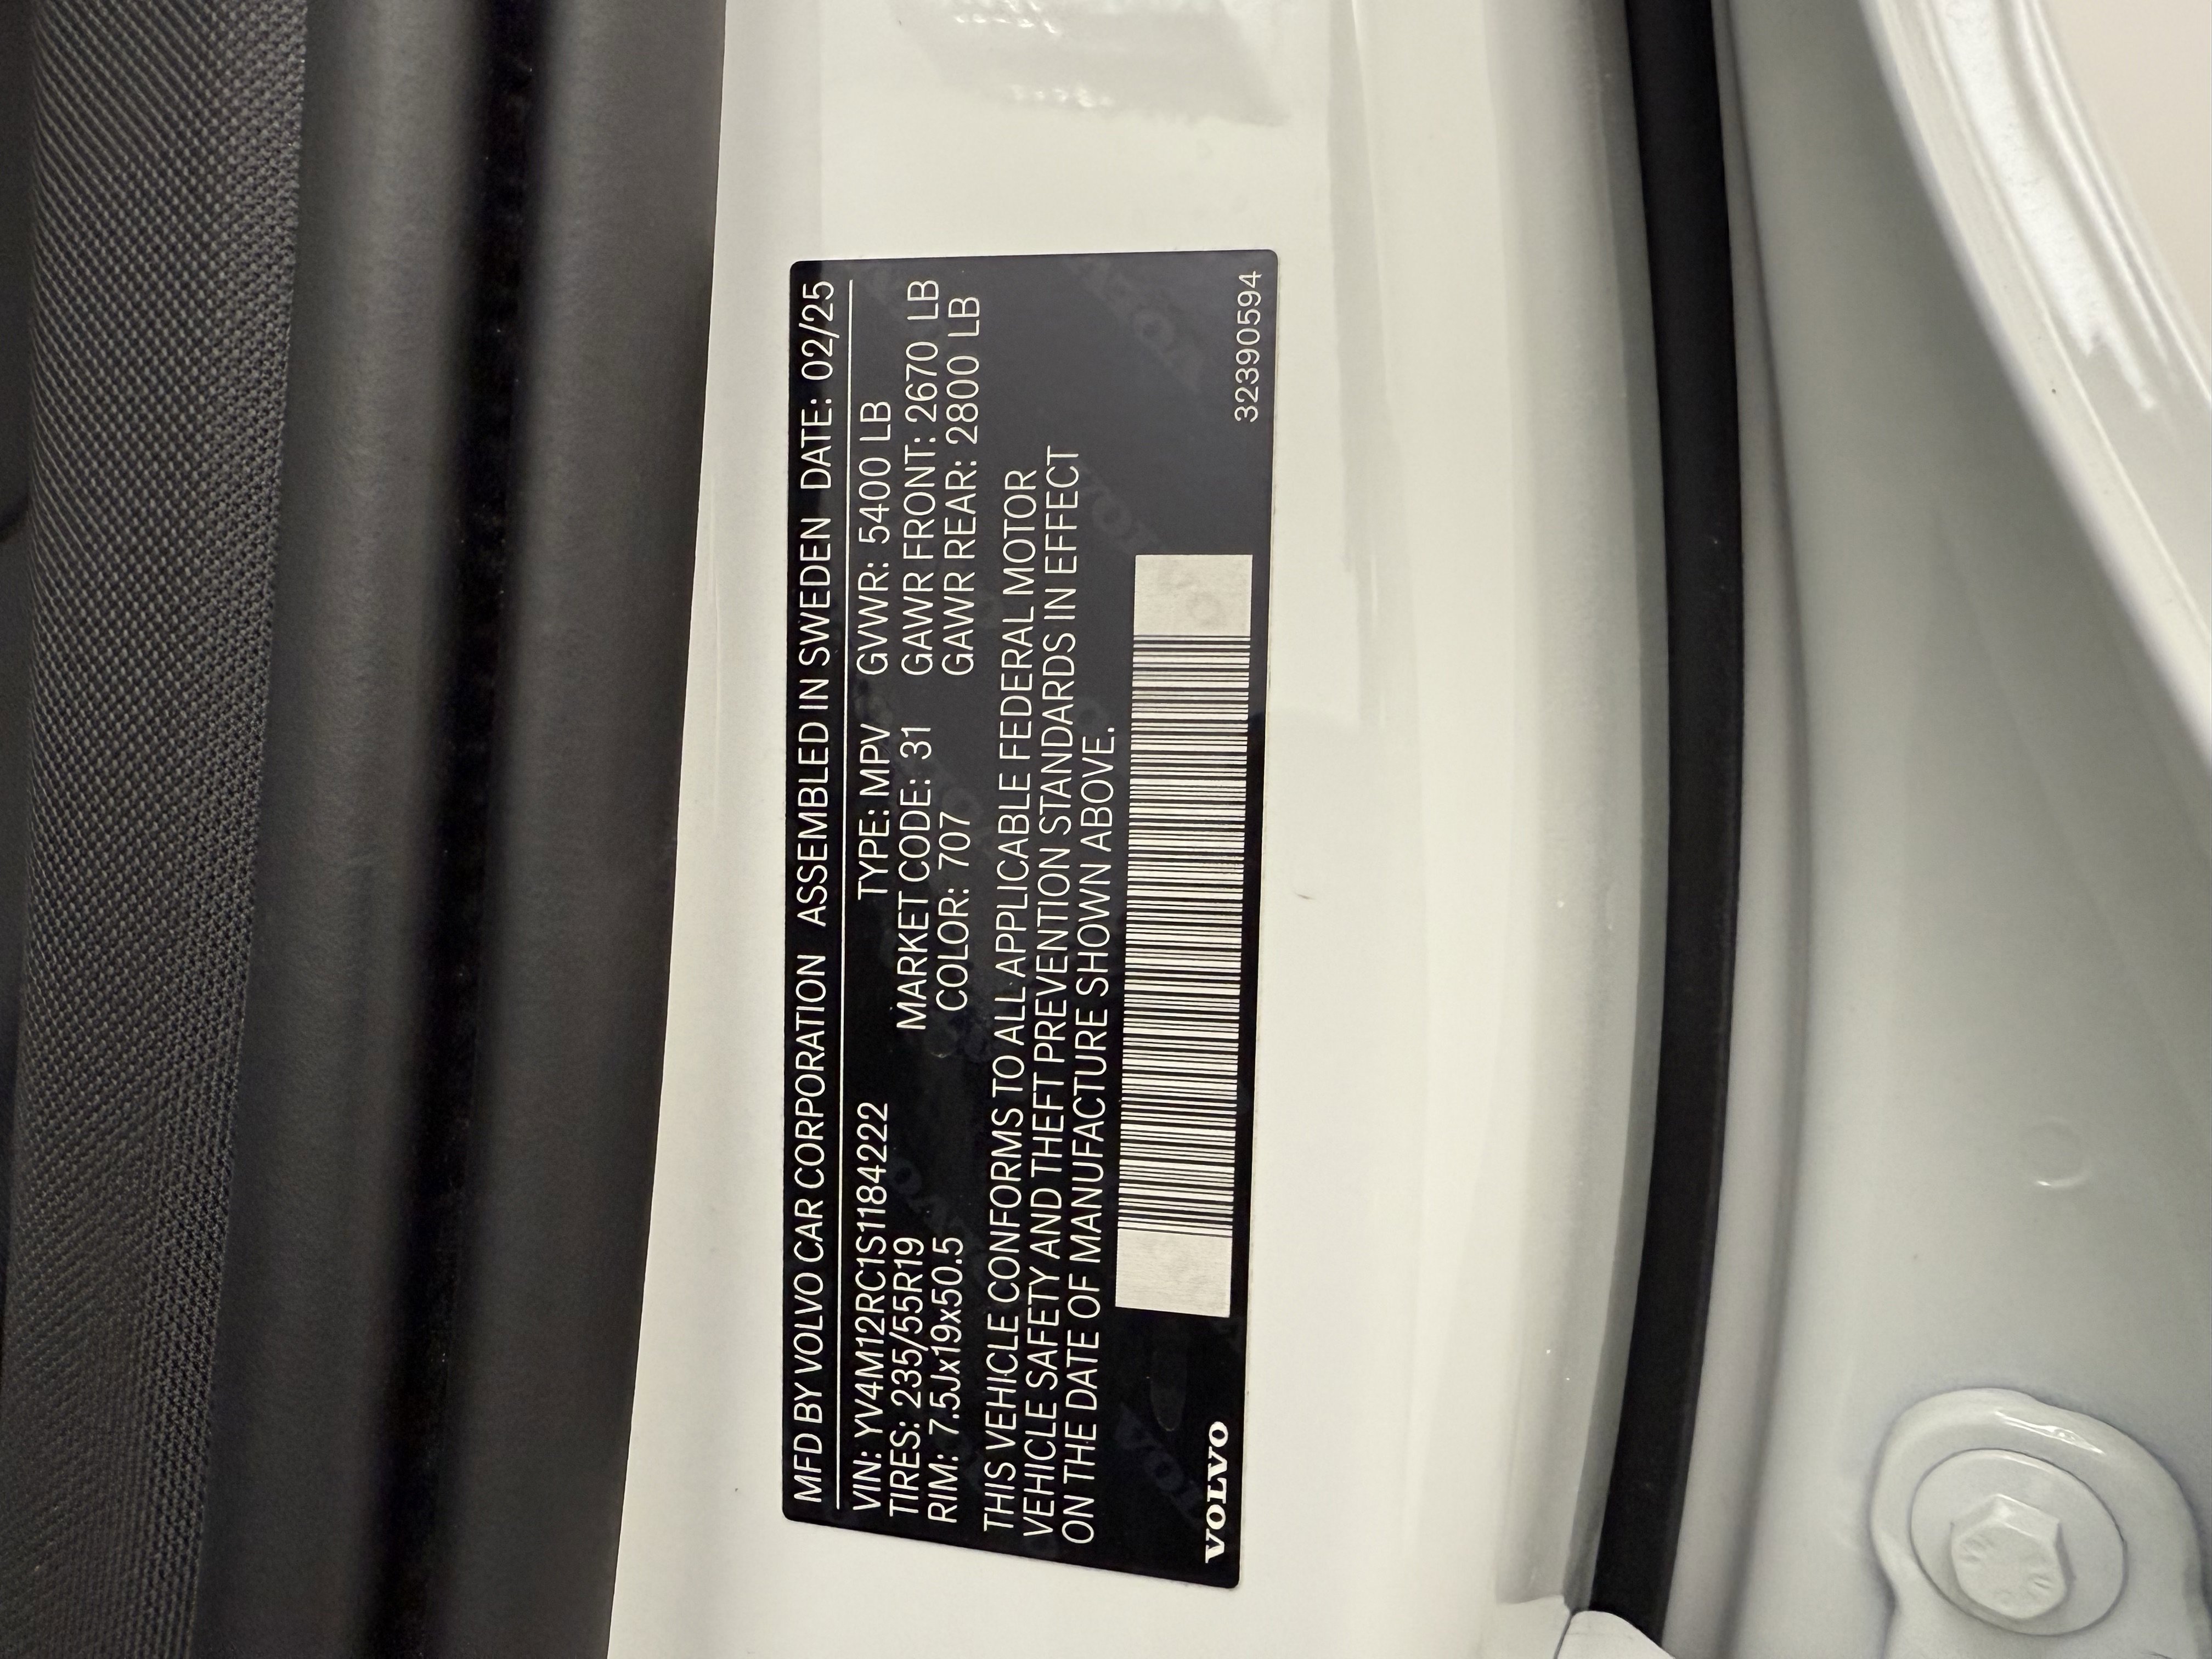 MFD BY VOLVO CAR CORPORATION ASSEMBLED IN SWEDEN DATE: 02/25
VIN: YV4M12RC1S1184222 TYPE: MPV GVWR: 5400 LB
TIRES: 235/55R19 MARKET CODE: 31 GAWR FRONT: 2670 LB
RIM: 7.5Jx19x50.5 COLOR: 707 GAWR REAR: 2800 LB
THIS VEHICLE CONFORMS TO ALL APPLICABLE FEDERAL MOTOR
VEHICLE SAFETY AND THEFT PREVENTION STANDARDS IN EFFECT
ON THE DATE OF MANUFACTURE SHOWN ABOVE.
VOLVO 32390594